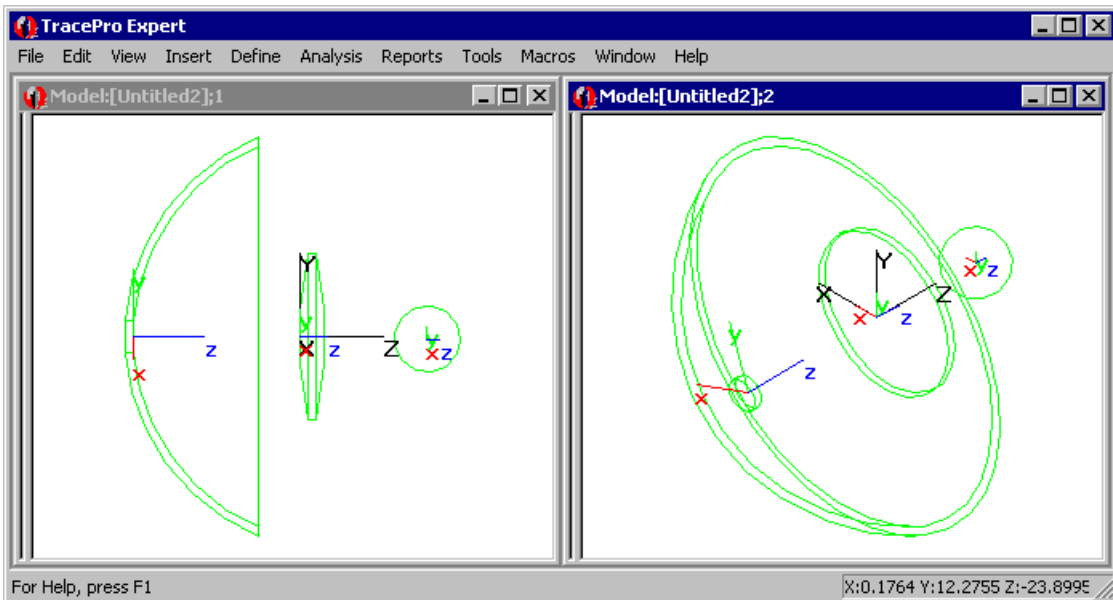 TracePro Expert
File Edit View Insert Define Analysis Reports Tools Macros Window Help
Model:[Untitled2];1
Model:[Untitled2];2
Y
y
y
X
x
z
Z
y
x
z
z
x
Y
X
Z
y
x
z
y
x
z
y
x
z
For Help, press F1
X:0.1764 Y:12.2755 Z:-23.8995